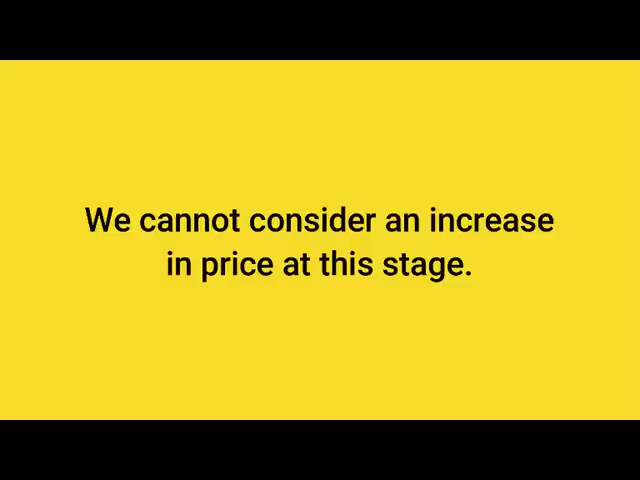 We cannot consider an increase
in price at this stage.